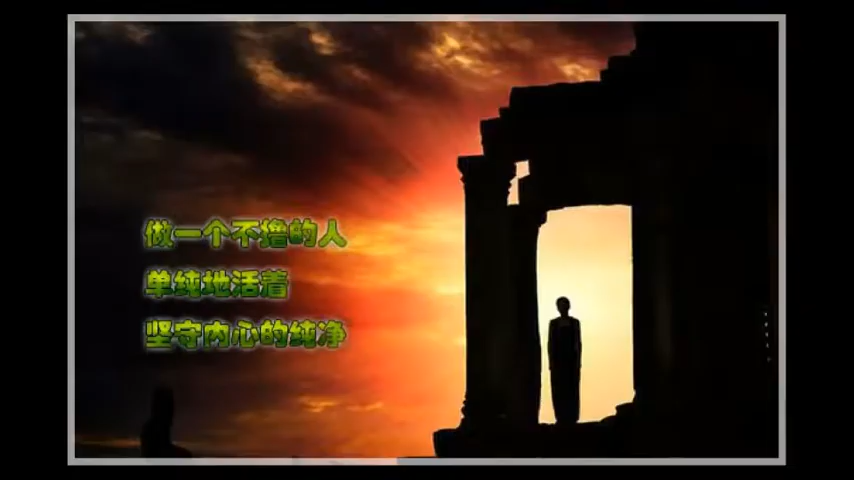 做一个不撸的人
单纯地活着
坚守内心的纯净